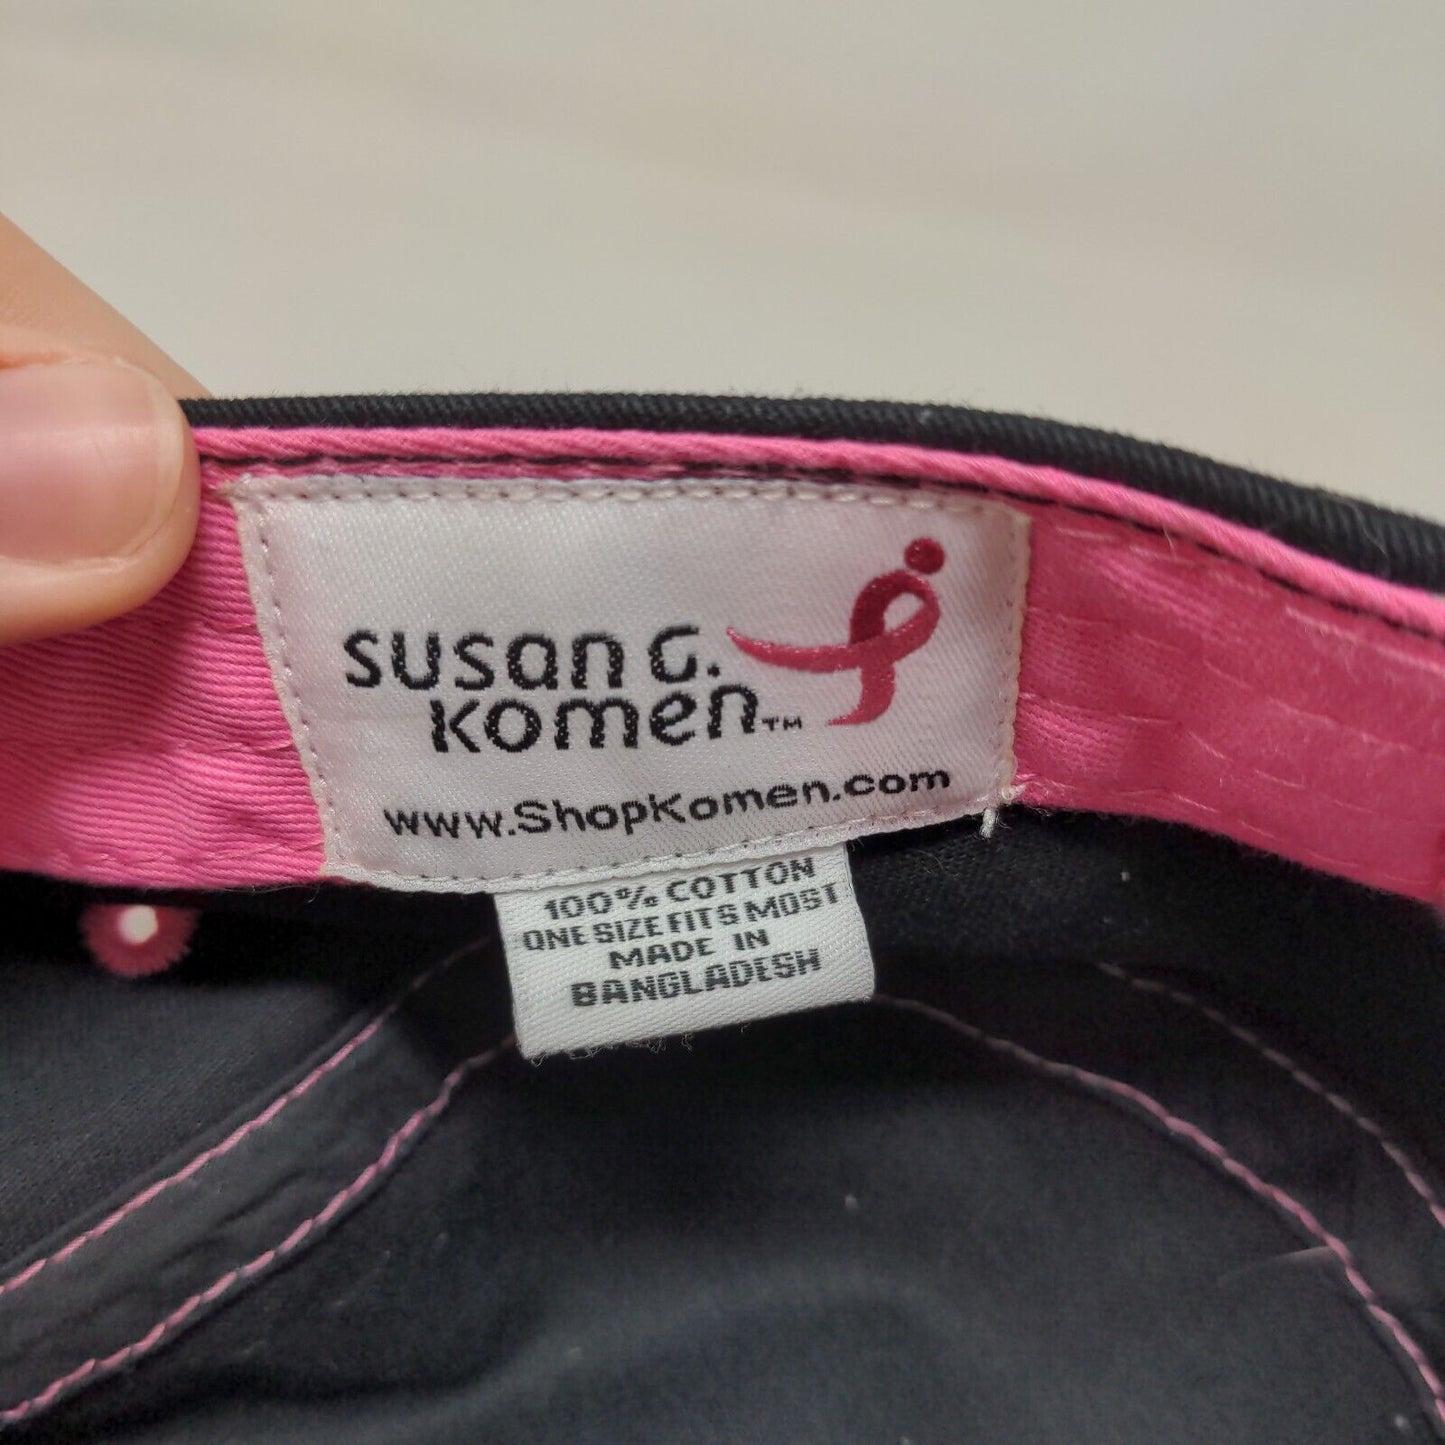 susan G.
Komen™
www.ShopKomen.com
100% COTTON
ONE SIZE FITS MOST
MADE IN
BANGLADESH